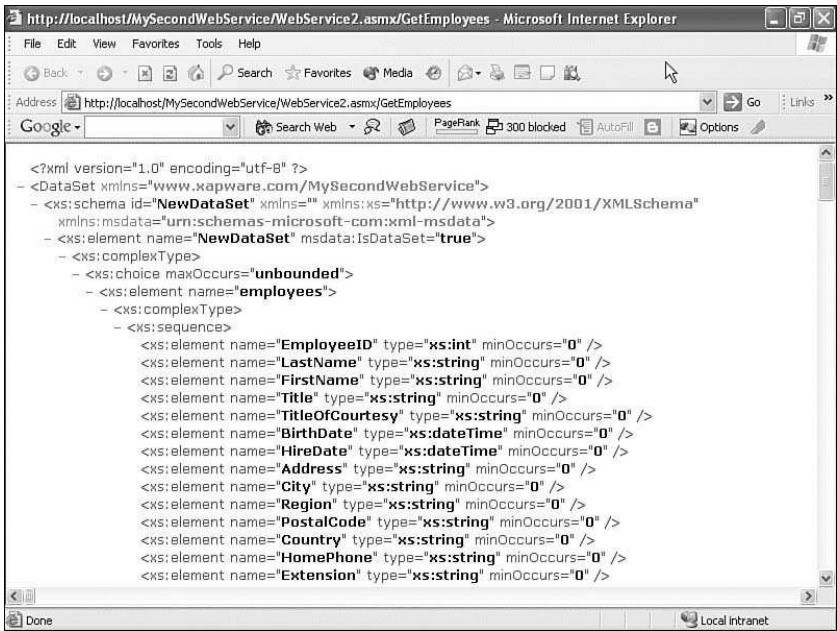 http://localhost/MySecondWebService/WebService2.asmx/GetEmployees - Microsoft Internet Explorer
File Edit View Favorites Tools Help
Back Search Favorites Media
Address http://localhost/MySecondWebService/WebService2.asmx/GetEmployees Go Links »
Google Search Web PageRank 300 blocked AutoFill Options
<?xml version="1.0" encoding="utf-8" ?>
- <DataSet xmlns="www.xapware.com/MySecondWebService">
- <xs:schema id="NewDataSet" xmlns="" xmlns:xs="http://www.w3.org/2001/XMLSchema"
xmlns:msdata="urn:schemas-microsoft-com:xml-msdata">
- <xs:element name="NewDataSet" msdata:IsDataSet="true">
- <xs:complexType>
- <xs:choice maxOccurs="unbounded">
- <xs:element name="employees">
- <xs:complexType>
- <xs:sequence>
<xs:element name="EmployeeID" type="xs:int" minOccurs="0" />
<xs:element name="LastName" type="xs:string" minOccurs="0" />
<xs:element name="FirstName" type="xs:string" minOccurs="0" />
<xs:element name="Title" type="xs:string" minOccurs="0" />
<xs:element name="TitleOfCourtesy" type="xs:string" minOccurs="0" />
<xs:element name="BirthDate" type="xs:dateTime" minOccurs="0" />
<xs:element name="HireDate" type="xs:dateTime" minOccurs="0" />
<xs:element name="Address" type="xs:string" minOccurs="0" />
<xs:element name="City" type="xs:string" minOccurs="0" />
<xs:element name="Region" type="xs:string" minOccurs="0" />
<xs:element name="PostalCode" type="xs:string" minOccurs="0" />
<xs:element name="Country" type="xs:string" minOccurs="0" />
<xs:element name="HomePhone" type="xs:string" minOccurs="0" />
<xs:element name="Extension" type="xs:string" minOccurs="0" />
Done Local intranet